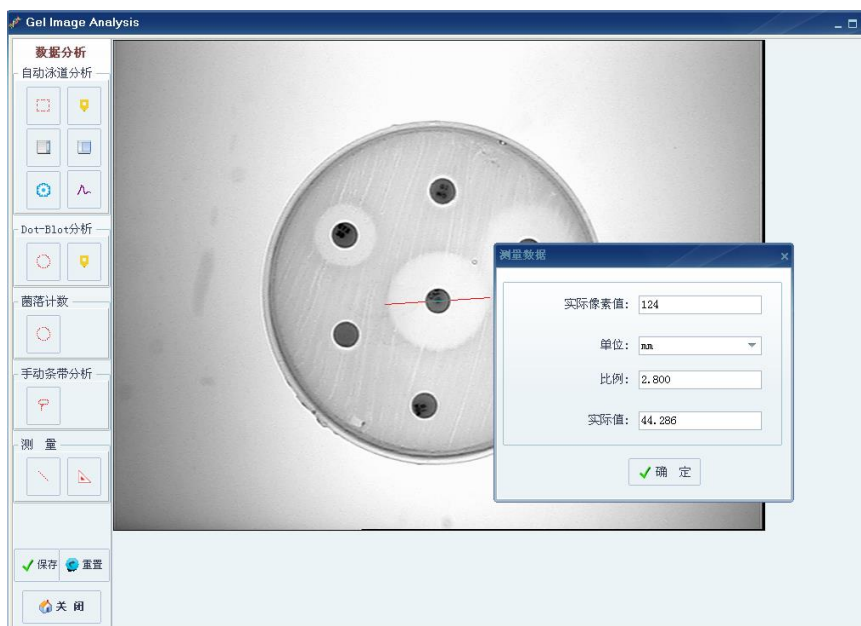 Gel Image Analysis
数据分析
自动泳道分析
Dot-Blot分析
菌落计数
手动条带分析
测 量
保存 重置
关 闭
测量数据
实际像素值: 124
单位: mm
比例: 2.800
实际值: 44.286
确 定